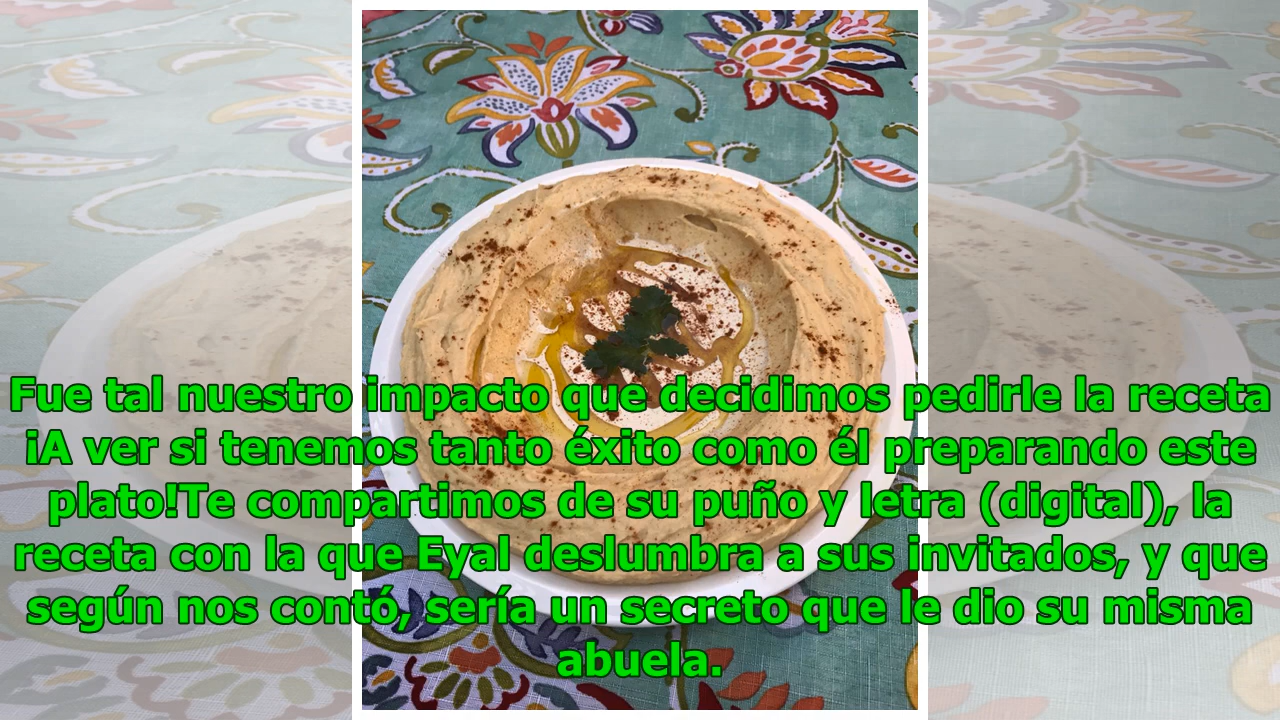 Fue tal nuestro impacto que decidimos pedirle la receta
¡A ver si tenemos tanto éxito como él preparando este
plato!Te compartimos de su puño y letra (digital), la
receta con la que Eyal deslumbra a sus invitados, y que
según nos contó, sería un secreto que le dio su misma
abuela.